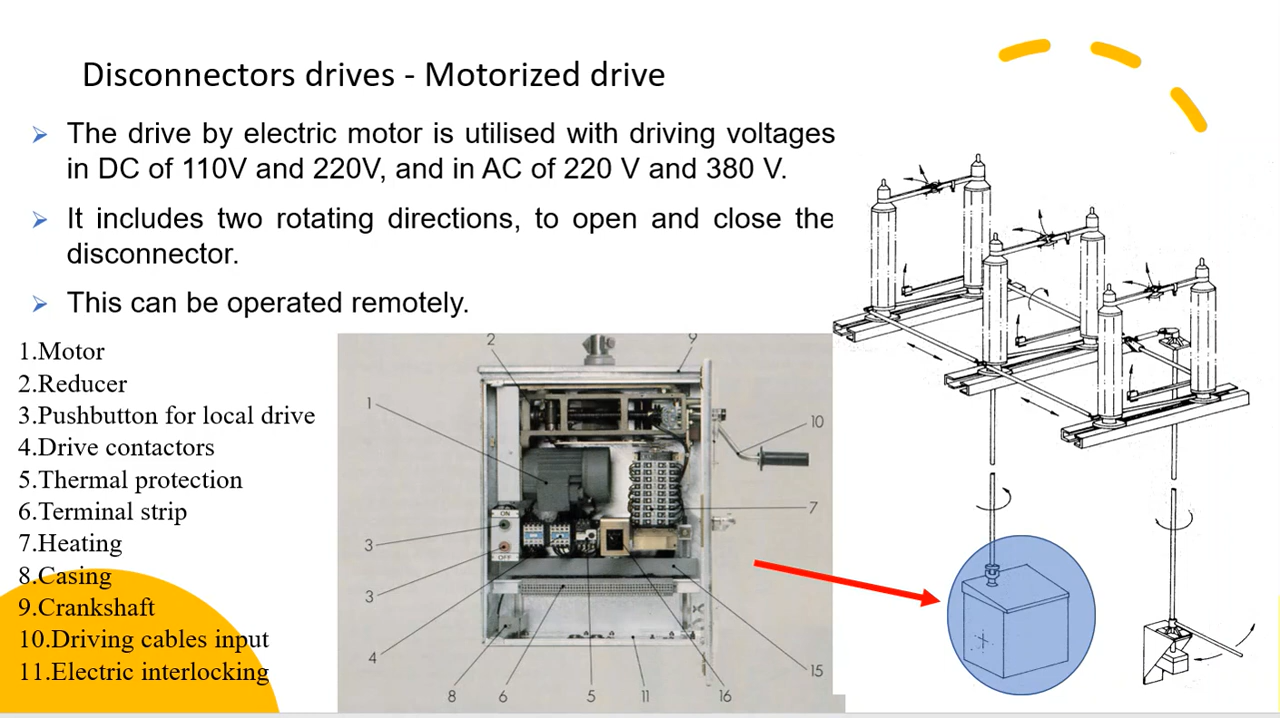 Disconnectors drives - Motorized drive
The drive by electric motor is utilised with driving voltages
in DC of 110V and 220V, and in AC of 220 V and 380 V.
It includes two rotating directions, to open and close the
disconnector.
This can be operated remotely.
1.Motor
2.Reducer
3.Pushbutton for local drive
4.Drive contactors
5.Thermal protection
6.Terminal strip
7.Heating
8.Casing
9.Crankshaft
10.Driving cables input
11.Electric interlocking
2
9
1
10
ON
7
3
OFF
3
4
15
8
6
5
11
16